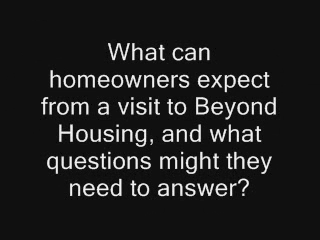 What can
homeowners expect
from a visit to Beyond
Housing, and what
questions might they
need to answer?